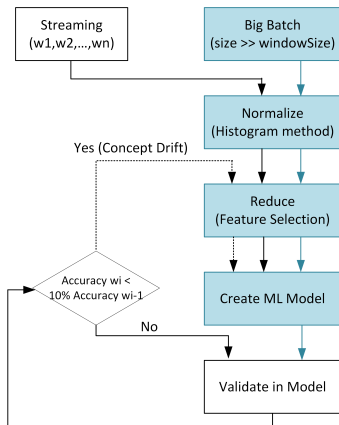 Streaming
(w1,w2,...,wn)
Big Batch
(size >> windowSize)
Normalize
(Histogram method)
Yes (Concept Drift)
Reduce
(Feature Selection)
Accuracy wi <
10% Accuracy wi-1
Create ML Model
No
Validate in Model